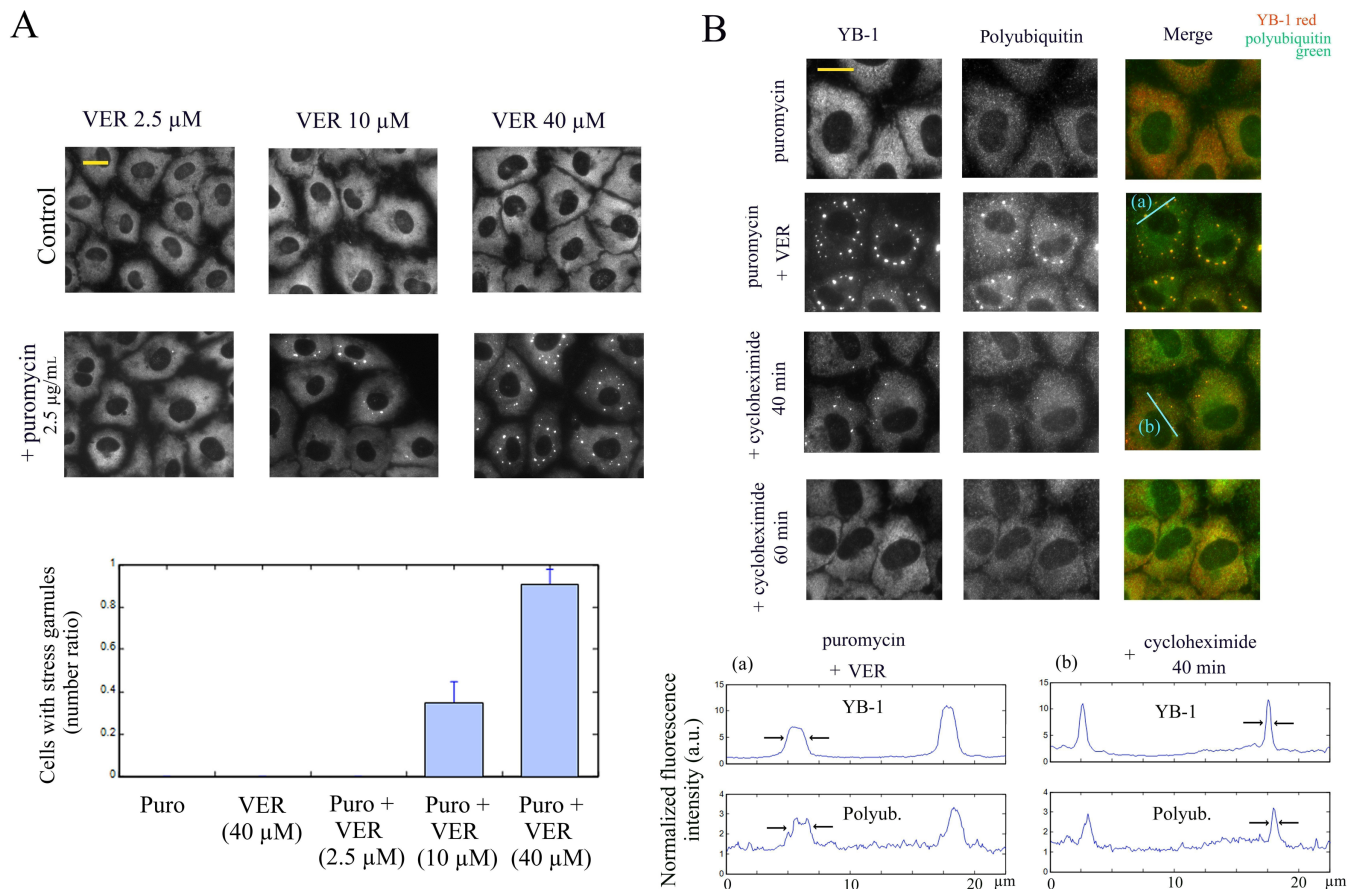 A
VER 2.5 µM
VER 10 µM
VER 40 µM
Control
+ puromycin
2.5 µg/mL
Cells with stress garnules
(number ratio)
1
0.8
0.6
0.4
0.2
0
Puro
VER
(40 µM)
Puro +
VER
(2.5 µM)
Puro +
VER
(10 µM)
Puro +
VER
(40 µM)
B
YB-1
Polyubiquitin
Merge
YB-1 red
polyubiquitin
green
puromycin
puromycin
+ VER
(a)
+ cycloheximide
40 min
(b)
+ cycloheximide
60 min
Normalized fluorescence
intensity (a.u.)
(a)
puromycin
+ VER
15
10
5
0
YB-1
4
3
2
1
0
Polyub.
0
10
20
µm
(b)
+ cycloheximide
40 min
15
10
5
0
YB-1
4
3
2
1
0
Polyub.
0
10
20
µm